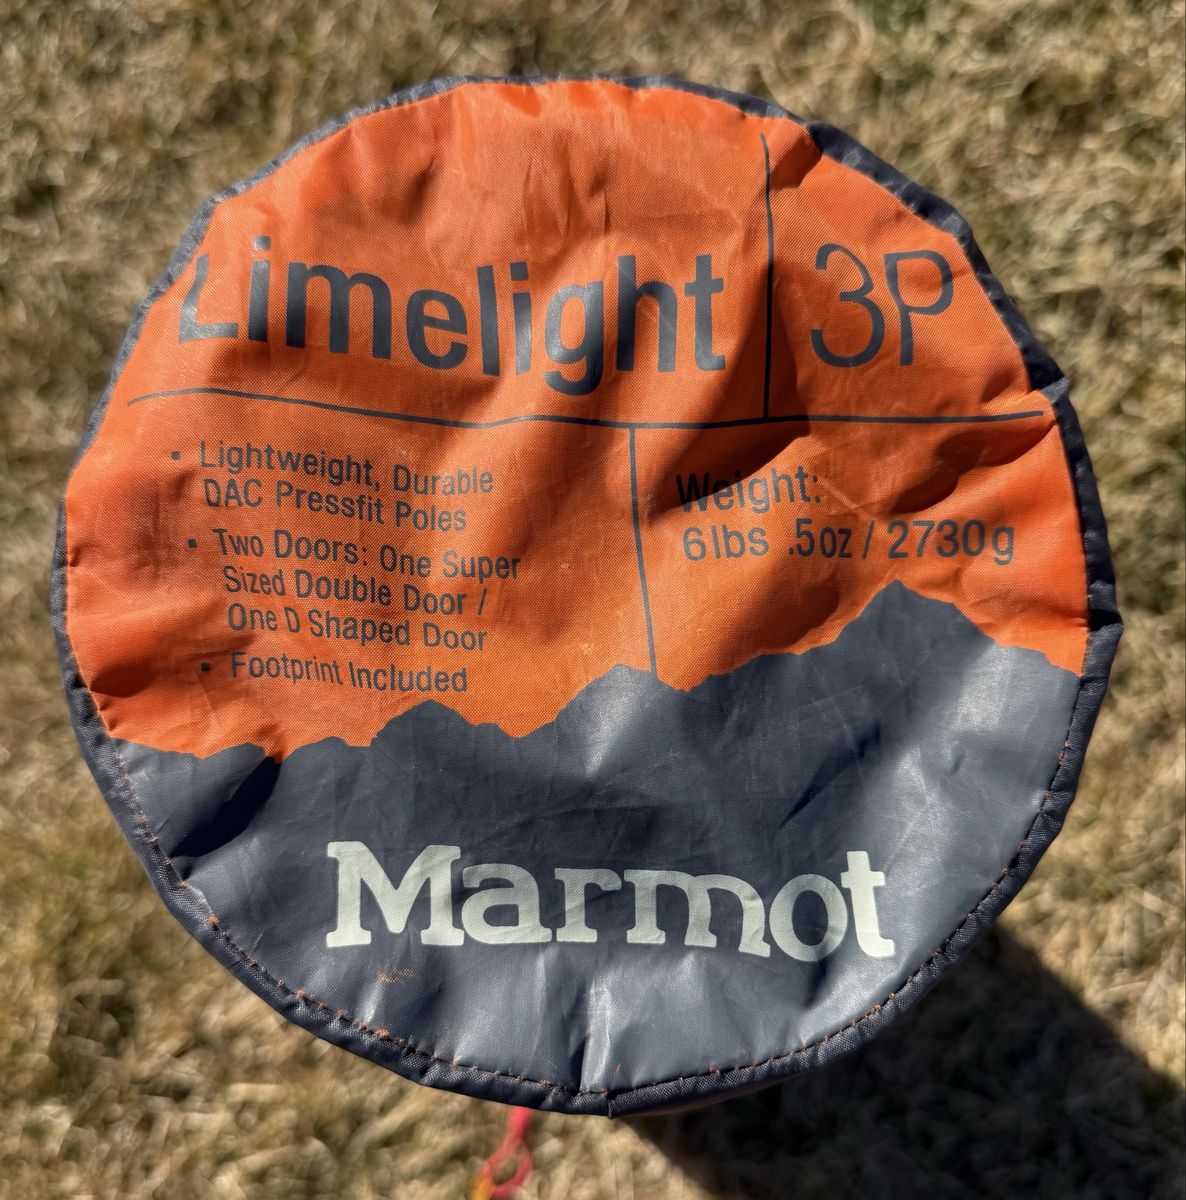 Limelight 3P
• Lightweight, Durable
DAC Pressfit Poles
• Two Doors: One Super
Sized Double Door /
One D Shaped Door
• Footprint Included
Weight:
6lbs .5oz / 2730g
Marmot